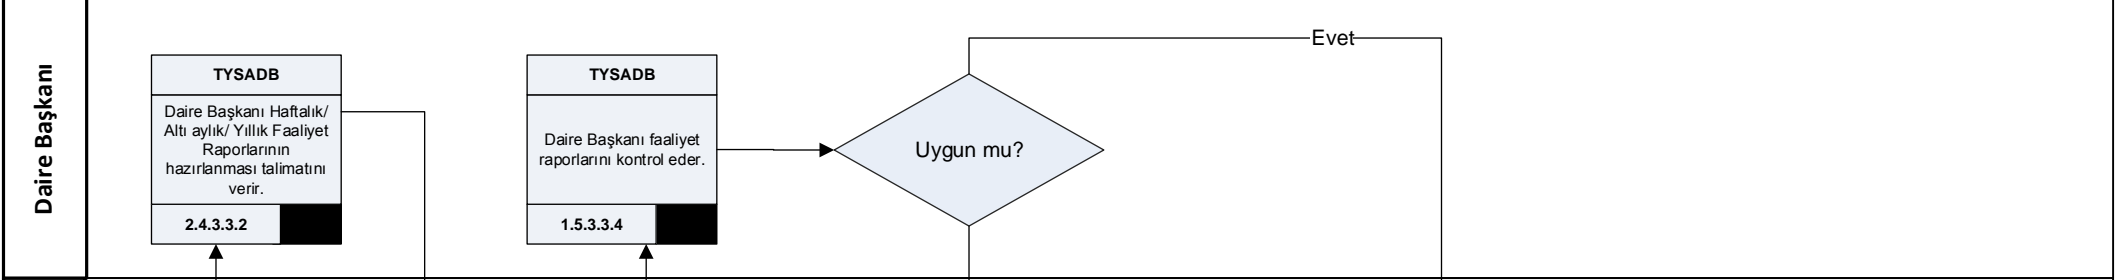 Daire Başkanı
TYSADB
Daire Başkanı Haftalık/
Altı aylık/ Yıllık Faaliyet
Raporlarının
hazırlanması talimatını
verir.
2.4.3.3.2
TYSADB
Daire Başkanı faaliyet
raporlarını kontrol eder.
1.5.3.3.4
Uygun mu?
Evet